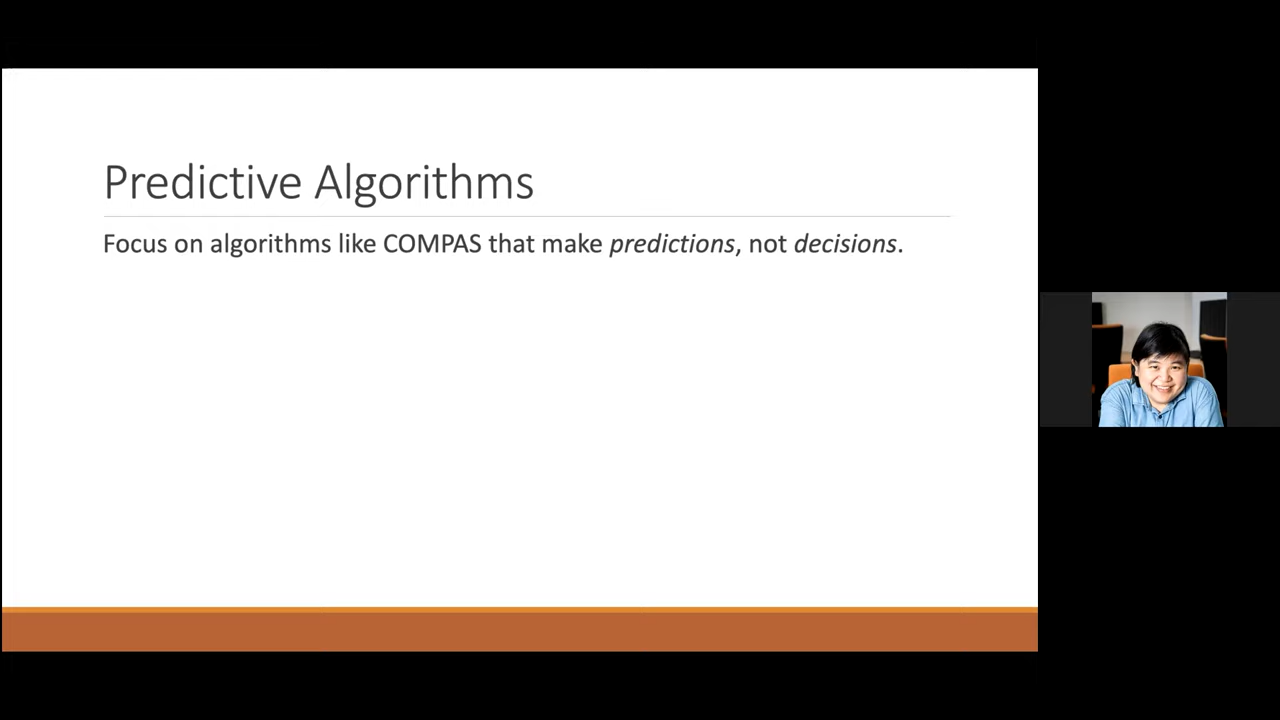 Predictive Algorithms
Focus on algorithms like COMPAS that make predictions, not decisions.